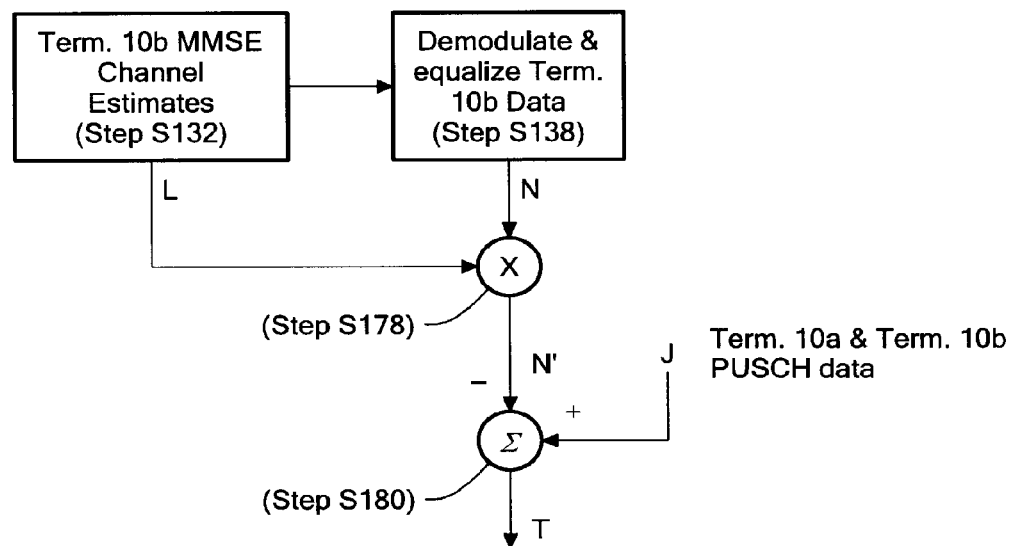 Term. 10b MMSE
Channel
Estimates
(Step S132)
Demodulate &
equalize Term.
10b Data
(Step S138)
L
N
X
(Step S178)
N'
J
Term. 10a & Term. 10b
PUSCH data
−
+
Σ
(Step S180)
T